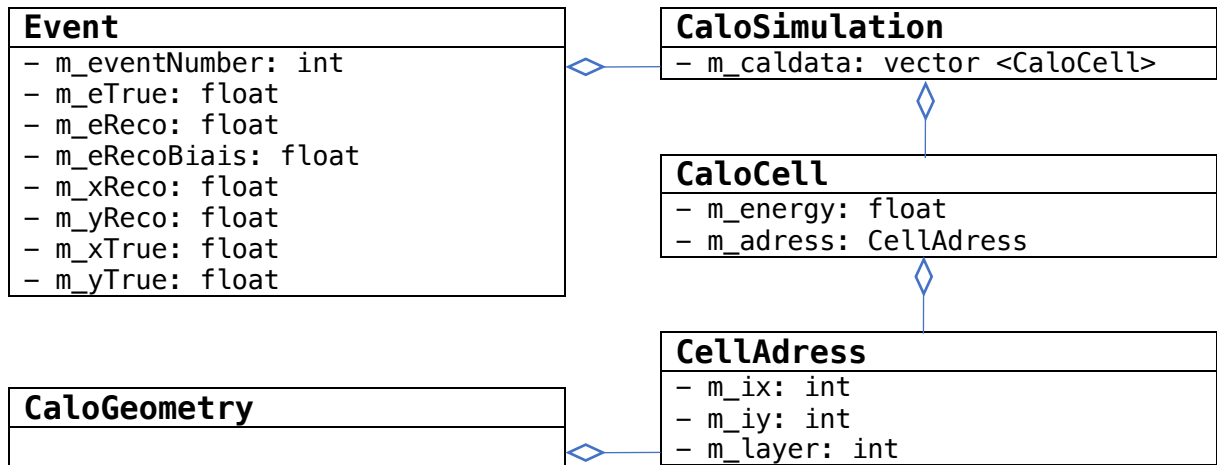 Event
– m_eventNumber: int
– m_eTrue: float
– m_eReco: float
– m_eRecoBiais: float
– m_xReco: float
– m_yReco: float
– m_xTrue: float
– m_yTrue: float
CaloSimulation
– m_caldata: vector <CaloCell>
CaloCell
– m_energy: float
– m_adress: CellAdress
CellAdress
– m_ix: int
– m_iy: int
– m_layer: int
CaloGeometry